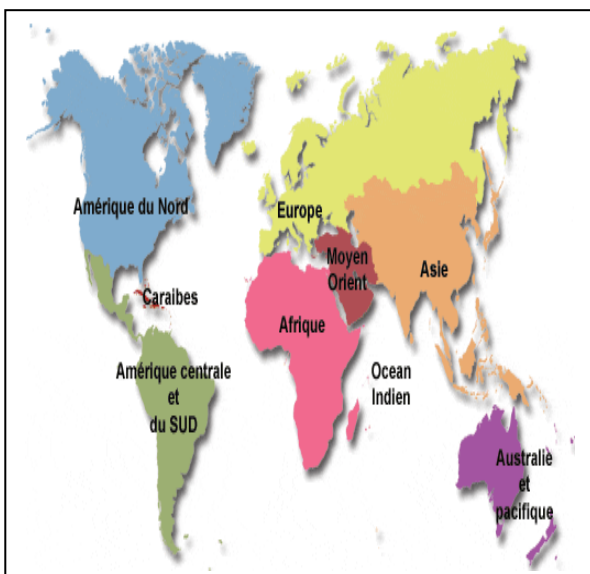 Amérique du Nord
Europe
Moyen
Orient
Asie
Caraibes
Afrique
Amérique centrale
et
du SUD
Ocean
Indien
Australie
et
pacifique